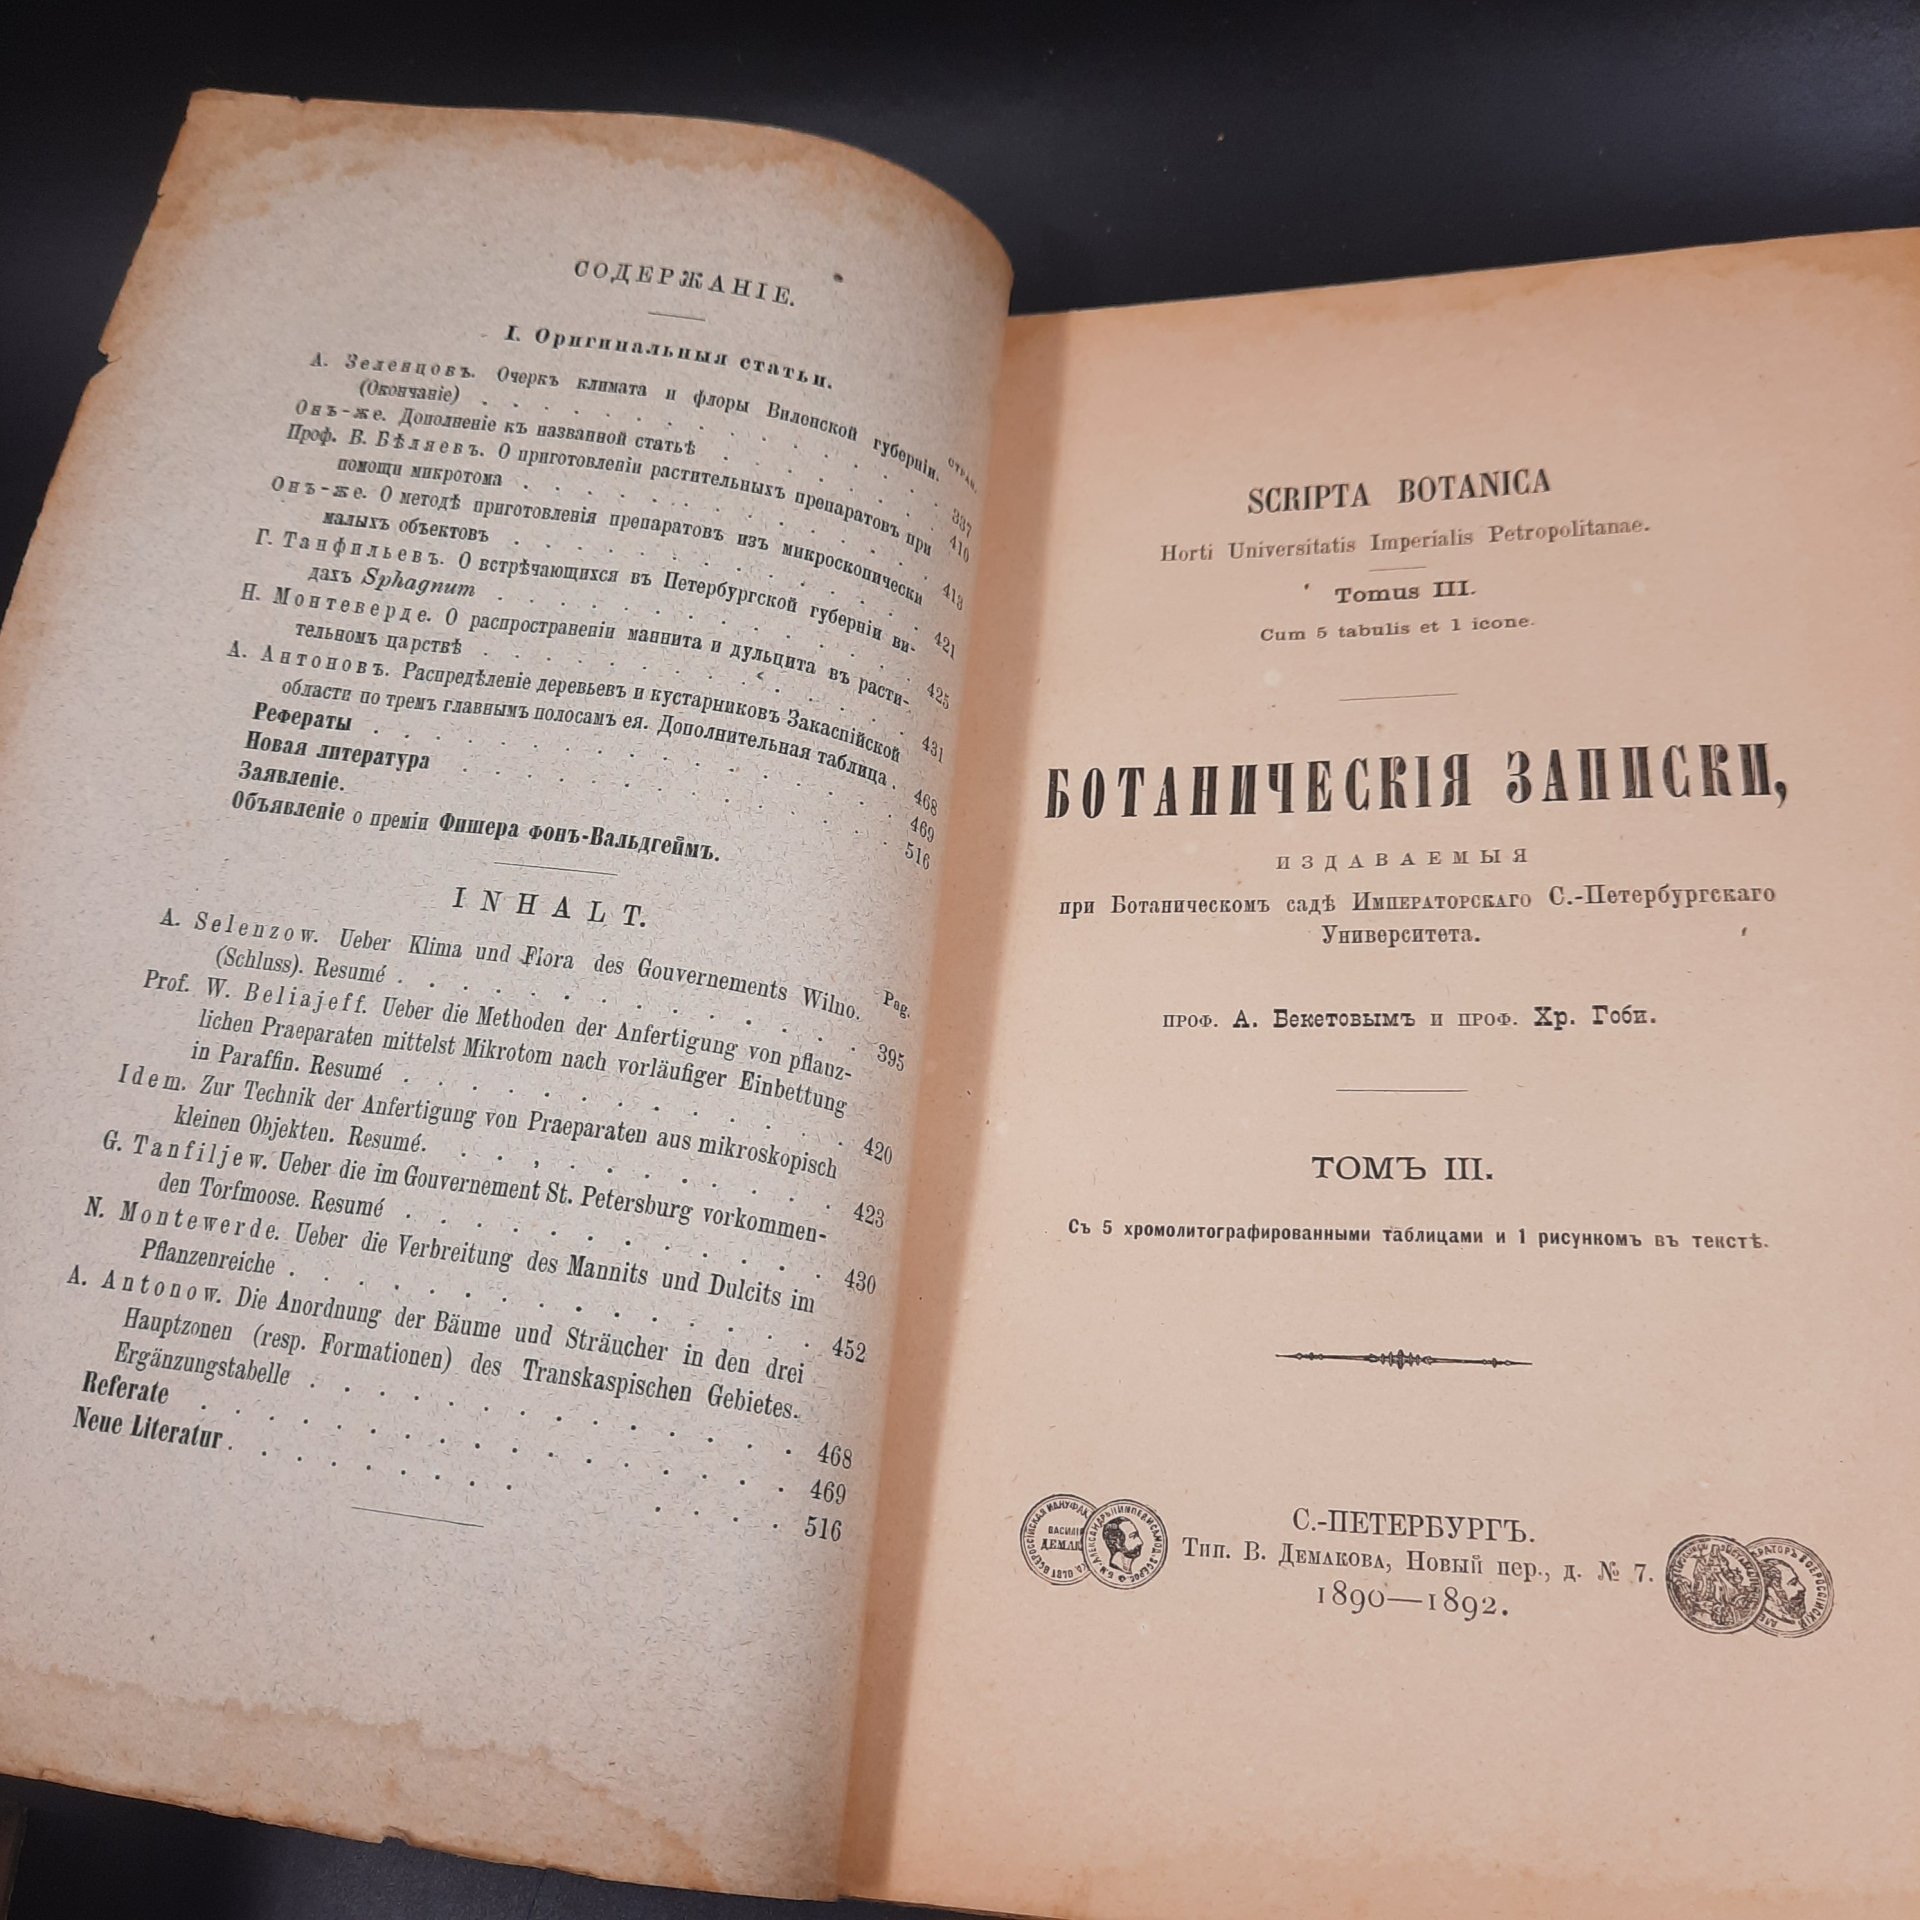 СОДЕРЖАНІЕ.
I. Оригинальныя статьи.
СТРАН.
А. Зеленцовъ. Очеркъ климата и флоры Виленской губерніи.
(Окончаніе) . . . 337
Онъ-же. Дополненіе къ названной статьѣ . . . 410
Проф. В. Бѣляевъ. О приготовленіи растительныхъ препаратовъ при
помощи микротома . . . 413
Онъ-же. О методѣ приготовленія препаратовъ изъ микроскопически
малыхъ объектовъ . . . 421
Г. Танфильевъ. О встрѣчающихся въ Петербургской губерніи ви-
дахъ Sphagnum . . . 425
Н. Монтеверде. О распространеніи маннита и дульцита въ расти-
тельномъ царствѣ . . . 431
А. Антоновъ. Распредѣленіе деревьевъ и кустарниковъ Закаспійской
области по тремъ главнымъ полосамъ ея. Дополнительная таблица . 468
Рефераты . . . 469
Новая литература . . . 516
Заявленіе.
Объявленіе о преміи Фишера фонъ-Вальдгеймъ.
INHALT.
Pag.
A. Selenzow. Ueber Klima und Flora des Gouvernements Wilno.
(Schluss). Resumé . . . 395
Prof. W. Beliajeff. Ueber die Methoden der Anfertigung von pflanz-
lichen Praeparaten mittelst Mikrotom nach vorläufiger Einbettung
in Paraffin. Resumé . . . 420
Idem. Zur Technik der Anfertigung von Praeparaten aus mikroskopisch
kleinen Objekten. Resumé. . . . 423
G. Tanfiljew. Ueber die im Gouvernement St. Petersburg vorkommen-
den Torfmoose. Resumé . . . 430
N. Montewerde. Ueber die Verbreitung des Mannits und Dulcits im
Pflanzenreiche . . . 452
A. Antonow. Die Anordnung der Bäume und Sträucher in den drei
Hauptzonen (resp. Formationen) des Transkaspischen Gebietes.
Ergänzungstabelle . . . 468
Referate . . . 469
Neue Literatur . . . 516
SCRIPTA BOTANICA
Horti Universitatis Imperialis Petropolitanae.
Tomus III.
Cum 5 tabulis et 1 icone.
БОТАНИЧЕСКІЯ ЗАПИСКИ,
ИЗДАВАЕМЫЯ
при Ботаническомъ садѣ Императорскаго С.-Петербургскаго
Университета.
ПРОФ. А. Бекетовымъ И ПРОФ. Хр. Гоби.
ТОМЪ III.
Съ 5 хромолитографированными таблицами и 1 рисункомъ въ текстѣ.
С.-ПЕТЕРБУРГЪ.
Тип. В. Демакова, Новый пер., д. № 7.
1890—1892.